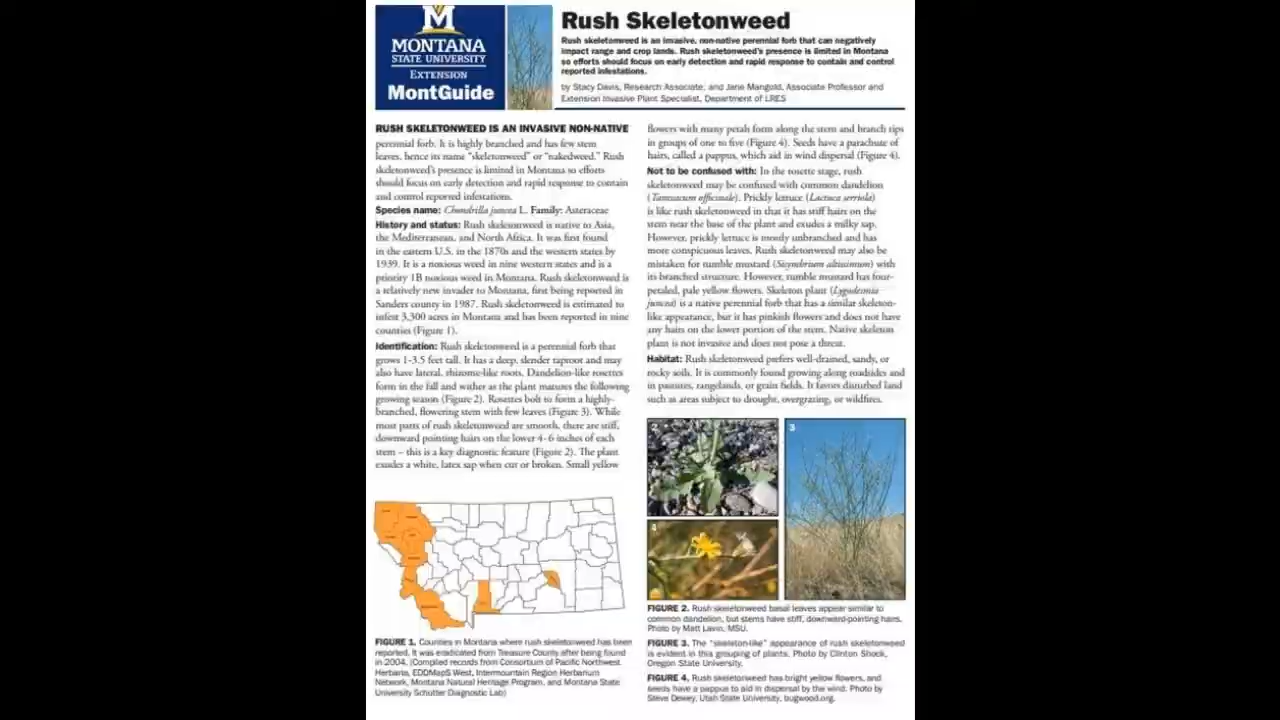 MONTANA
STATE UNIVERSITY
EXTENSION
MontGuide
Rush Skeletonweed
Rush skeletonweed is an invasive, non-native perennial forb that can negatively
impact range and crop lands. Rush skeletonweed's presence is limited in Montana
so efforts should focus on early detection and rapid response to contain and control
reported infestations.
by Stacy Davis, Research Associate; and Jane Mangold, Associate Professor and
Extension Invasive Plant Specialist, Department of LRES
RUSH SKELETONWEED IS AN INVASIVE NON-NATIVE
perennial forb. It is highly branched and has few stem
leaves, hence its name "skeletonweed" or "nakedweed." Rush
skeletonweed's presence is limited in Montana so efforts
should focus on early detection and rapid response to contain
and control reported infestations.
Species name: Chondrilla juncea L. Family: Asteraceae
History and status: Rush skeletonweed is native to Asia,
the Mediterranean, and North Africa. It was first found
in the eastern U.S. in the 1870s and the western states by
1939. It is a noxious weed in nine western states and is a
priority 1B noxious weed in Montana. Rush skeletonweed is
a relatively new invader to Montana, first being reported in
Sanders county in 1987. Rush skeletonweed is estimated to
infest 3,300 acres in Montana and has been reported in nine
counties (Figure 1).
Identification: Rush skeletonweed is a perennial forb that
grows 1-3.5 feet tall. It has a deep, slender taproot and may
also have lateral, rhizome-like roots. Dandelion-like rosettes
form in the fall and wither as the plant matures the following
growing season (Figure 2). Rosettes bolt to form a highly-
branched, flowering stem with few leaves (Figure 3). While
most parts of rush skeletonweed are smooth, there are stiff,
downward pointing hairs on the lower 4-6 inches of each
stem – this is a key diagnostic feature (Figure 2). The plant
exudes a white, latex sap when cut or broken. Small yellow
FIGURE 1. Counties in Montana where rush skeletonweed has been
reported. It was eradicated from Treasure County after being found
in 2004. (Compiled records from Consortium of Pacific Northwest
Herbaria, EDDMapS West, Intermountain Region Herbarium
Network, Montana Natural Heritage Program, and Montana State
University Schutter Diagnostic Lab)
flowers with many petals form along the stem and branch tips
in groups of one to five (Figure 4). Seeds have a parachute of
hairs, called a pappus, which aid in wind dispersal (Figure 4).
Not to be confused with: In the rosette stage, rush
skeletonweed may be confused with common dandelion
(Taraxacum officinale). Prickly lettuce (Lactuca serriola)
is like rush skeletonweed in that it has stiff hairs on the
stem near the base of the plant and exudes a milky sap.
However, prickly lettuce is mostly unbranched and has
more conspicuous leaves. Rush skeletonweed may also be
mistaken for tumble mustard (Sisymbrium altissimum) with
its branched structure. However, tumble mustard has four-
petaled, pale yellow flowers. Skeleton plant (Lygodesmia
juncea) is a native perennial forb that has a similar skeleton-
like appearance, but it has pinkish flowers and does not have
any hairs on the lower portion of the stem. Native skeleton
plant is not invasive and does not pose a threat.
Habitat: Rush skeletonweed prefers well-drained, sandy, or
rocky soils. It is commonly found growing along roadsides and
in pastures, rangelands, or grain fields. It favors disturbed land
such as areas subject to drought, overgrazing, or wildfires.
2
3
4
FIGURE 2. Rush skeletonweed basal leaves appear similar to
common dandelion, but stems have stiff, downward-pointing hairs.
Photo by Matt Lavin, MSU.
FIGURE 3. The "skeleton-like" appearance of rush skeletonweed
is evident in this grouping of plants. Photo by Clinton Shock,
Oregon State University.
FIGURE 4. Rush skeletonweed has bright yellow flowers, and
seeds have a pappus to aid in dispersal by the wind. Photo by
Steve Dewey, Utah State University, bugwood.org.